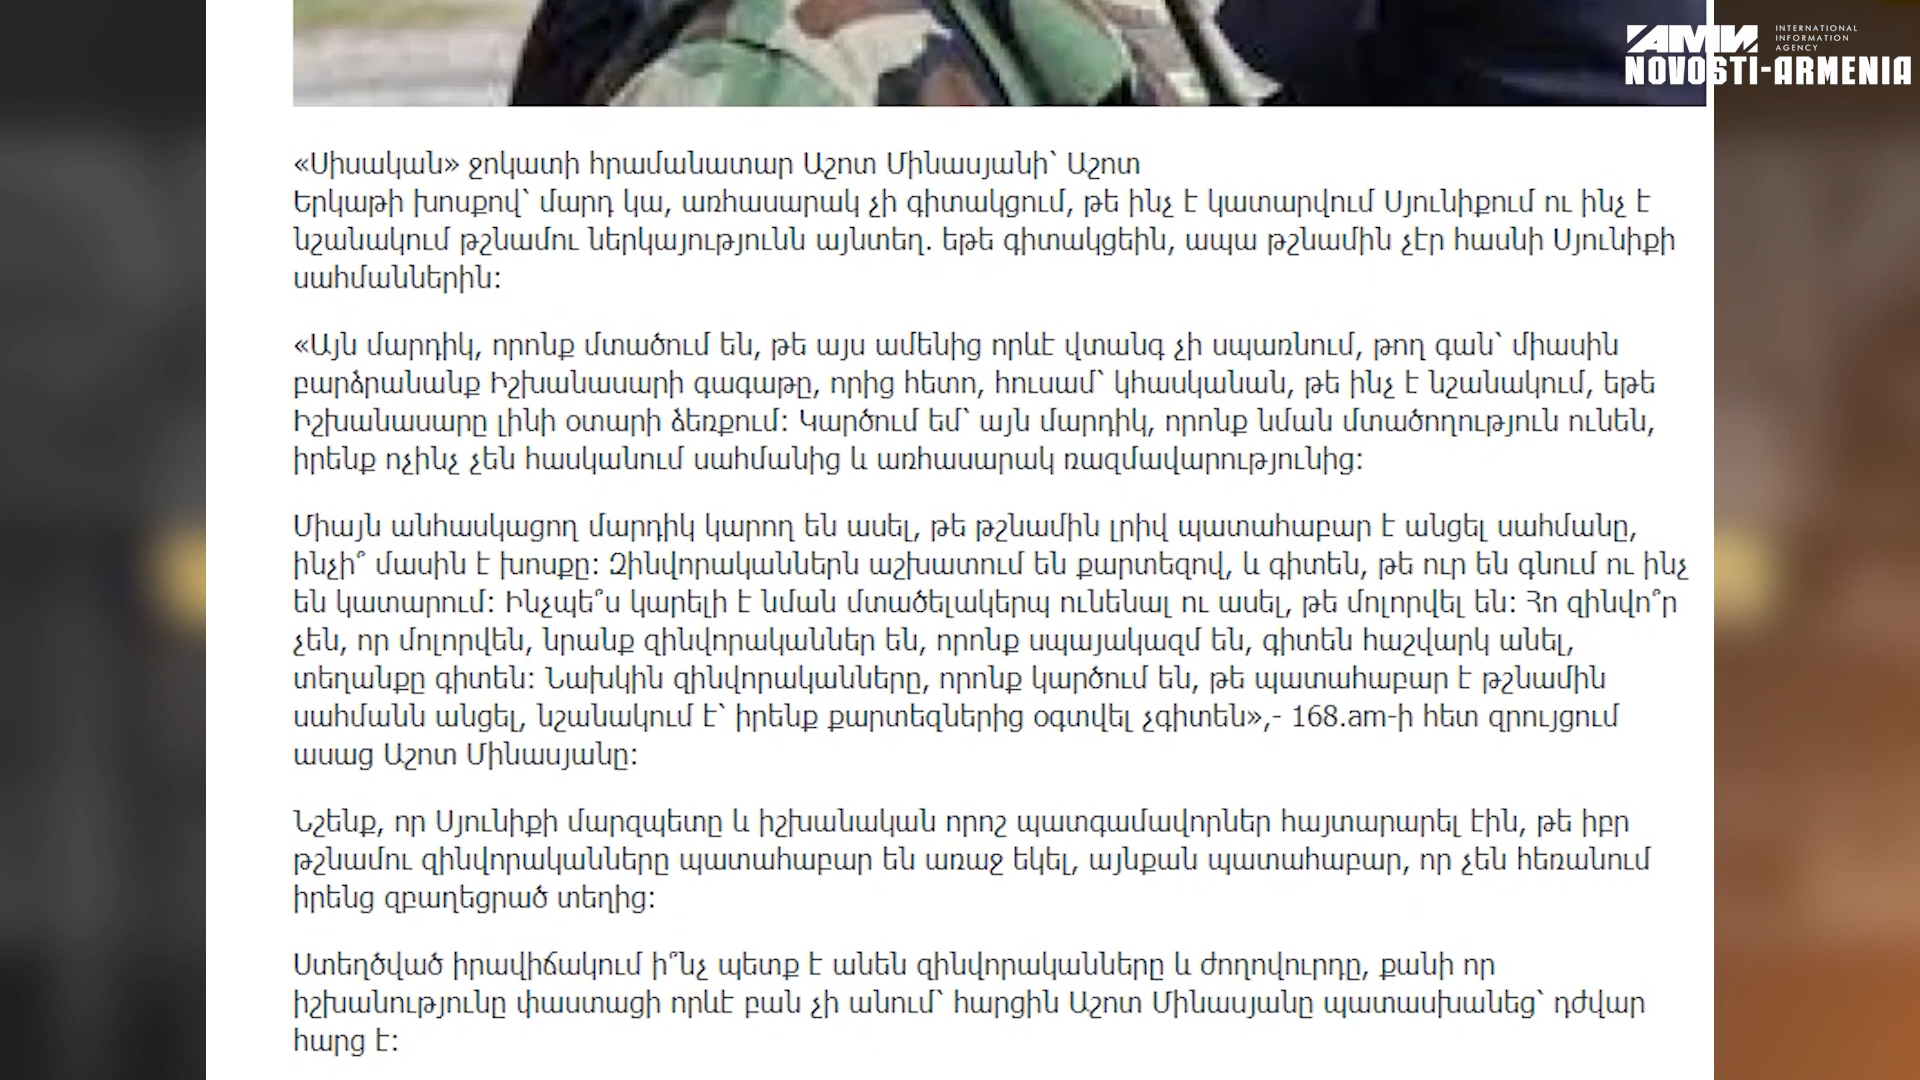 АМИ
INTERNATIONAL
INFORMATION
AGENCY
NOVOSTI-ARMENIA
«Սիսական» ջոկատի հրամանատար Աշոտ Մինասյանի՝ Աշոտ
Երկաթի խոսքով՝ մարդ կա, առհասարակ չի գիտակցում, թե ինչ է կատարվում Սյունիքում ու ինչ է
նշանակում թշնամու ներկայությունն այնտեղ. եթե գիտակցեին, ապա թշնամին չէր հասնի Սյունիքի
սահմաններին:
«Այն մարդիկ, որոնք մտածում են, թե այս ամենից որևէ վտանգ չի սպառնում, թող գան՝ միասին
բարձրանանք Իշխանասարի գագաթը, որից հետո, հուսամ՝ կհասկանան, թե ինչ է նշանակում, եթե
Իշխանասարը լինի օտարի ձեռքում: Կարծում եմ՝ այն մարդիկ, որոնք նման մտածողություն ունեն,
իրենք ոչինչ չեն հասկանում սահմանից և առհասարակ ռազմավարությունից:
Միայն անհասկացող մարդիկ կարող են ասել, թե թշնամին լրիվ պատահաբար է անցել սահմանը,
ինչի՞ մասին է խոսքը: Զինվորականներն աշխատում են քարտեզով, և գիտեն, թե ուր են գնում ու ինչ
են կատարում: Ինչպե՞ս կարելի է նման մտածելակերպ ունենալ ու ասել, թե մոլորվել են: Հո զինվո՞ր
չեն, որ մոլորվեն, նրանք զինվորականներ են, որոնք սպայակազմ են, գիտեն հաշվարկ անել,
տեղանքը գիտեն: Նախկին զինվորականները, որոնք կարծում են, թե պատահաբար է թշնամին
սահմանն անցել, նշանակում է՝ իրենք քարտեզներից օգտվել չգիտեն»,- 168.am-ի հետ զրույցում
ասաց Աշոտ Մինասյանը:
Նշենք, որ Սյունիքի մարզպետը և իշխանական որոշ պատգամավորներ հայտարարել էին, թե իբր
թշնամու զինվորականները պատահաբար են առաջ եկել, այնքան պատահաբար, որ չեն հեռանում
իրենց զբաղեցրած տեղից:
Ստեղծված իրավիճակում ի՞նչ պետք է անեն զինվորականները և ժողովուրդը, քանի որ
իշխանությունը փաստացի որևէ բան չի անում՝ հարցին Աշոտ Մինասյանը պատասխանեց՝ դժվար
հարց է: